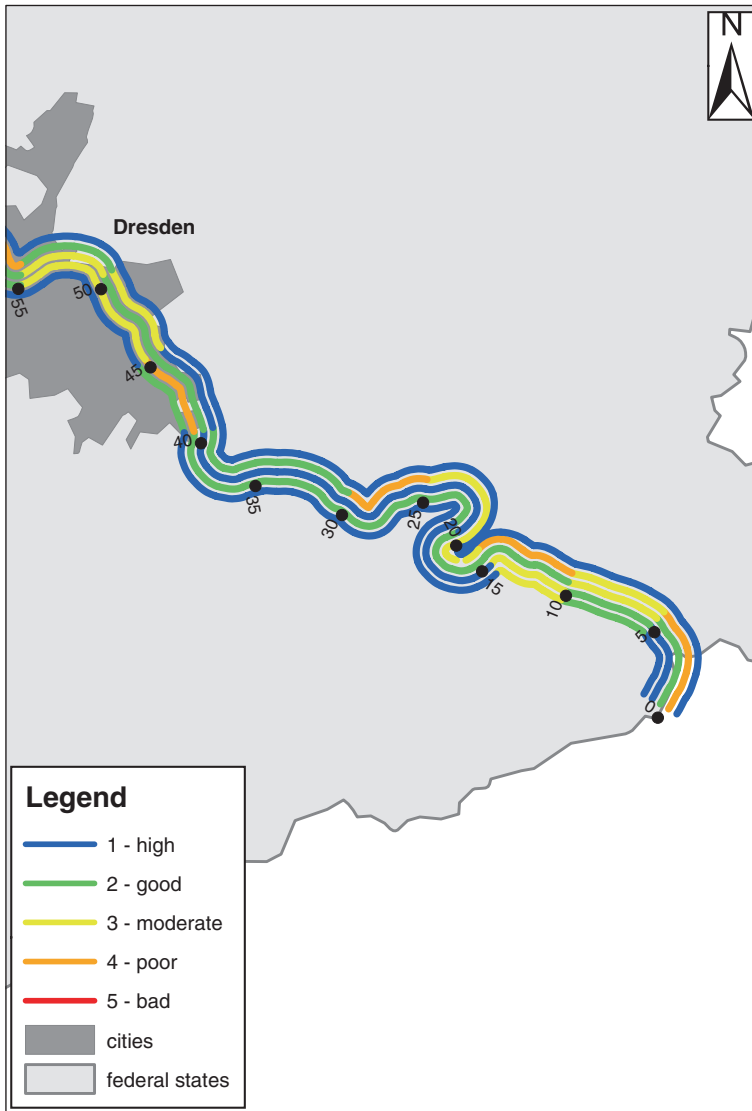 N
Dresden
55
50
45
40
35
30
25
20
15
10
5
0
Legend
1 - high
2 - good
3 - moderate
4 - poor
5 - bad
cities
federal states